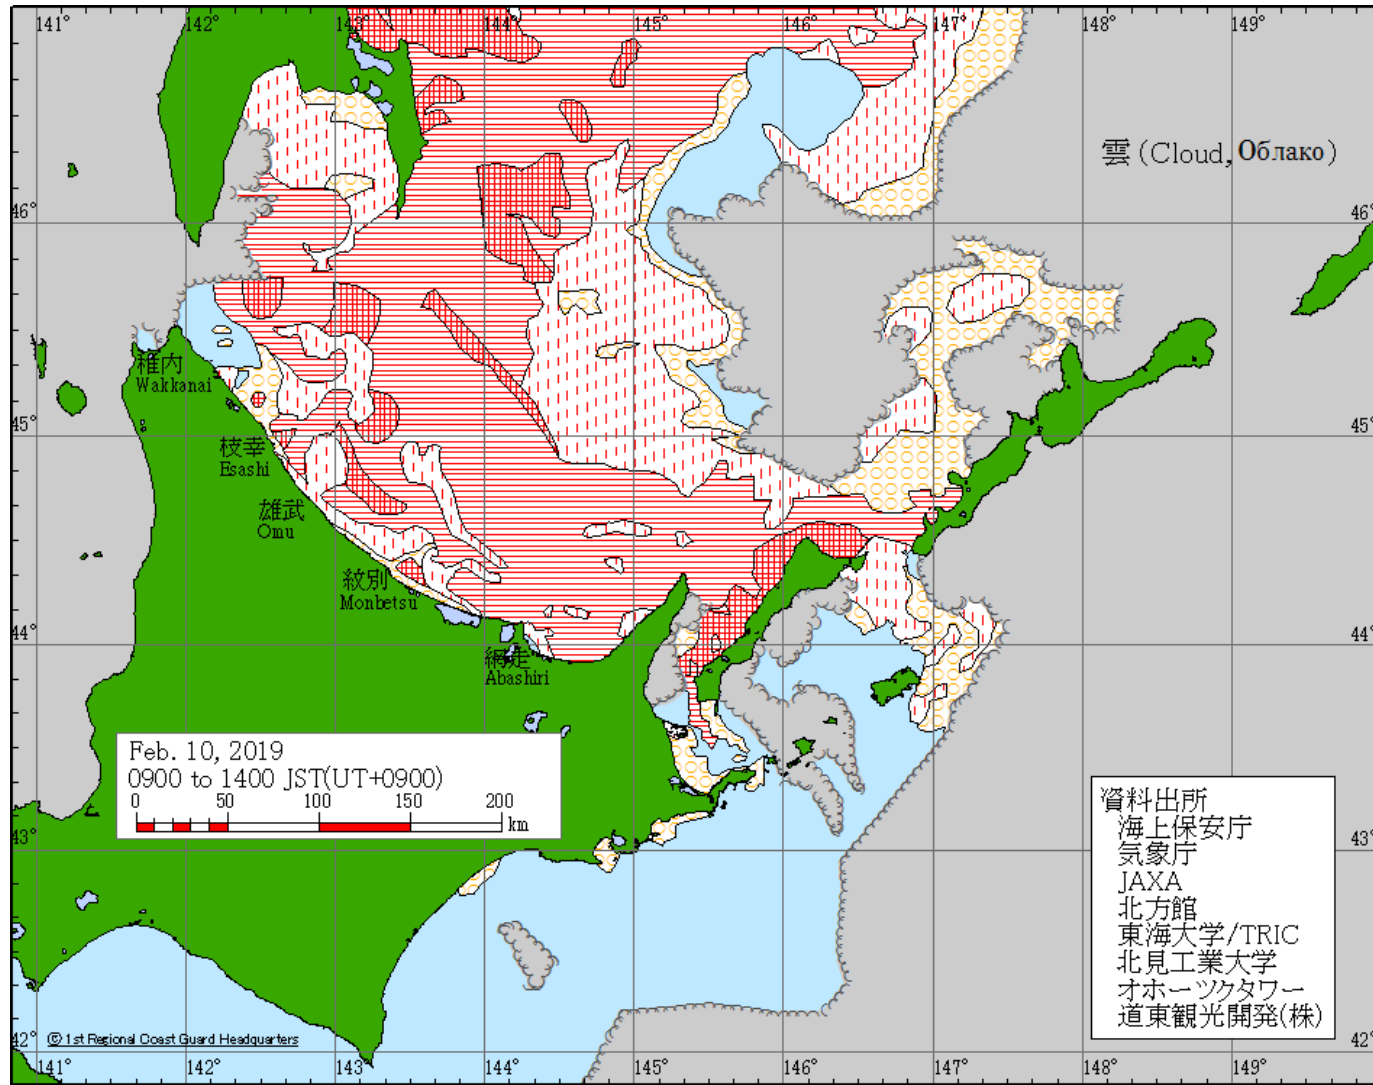 141° 142° 143° 144° 145° 146° 147° 148° 149°
雲 (Cloud, Облако)
46° 46°
稚内
Wakkanai
45° 45°
枝幸
Esashi
雄武
Omu
紋別
Monbetsu
44° 44°
網走
Abashiri
Feb. 10, 2019
0900 to 1400 JST(UT+0900)
0 50 100 150 200
km
43° 43°
資料出所
海上保安庁
気象庁
JAXA
北方館
東海大学/TRIC
北見工業大学
オホーツクタワー
道東観光開発(株)
42° 42°
© 1st Regional Coast Guard Headquarters
141° 142° 143° 144° 145° 146° 147° 148° 149°